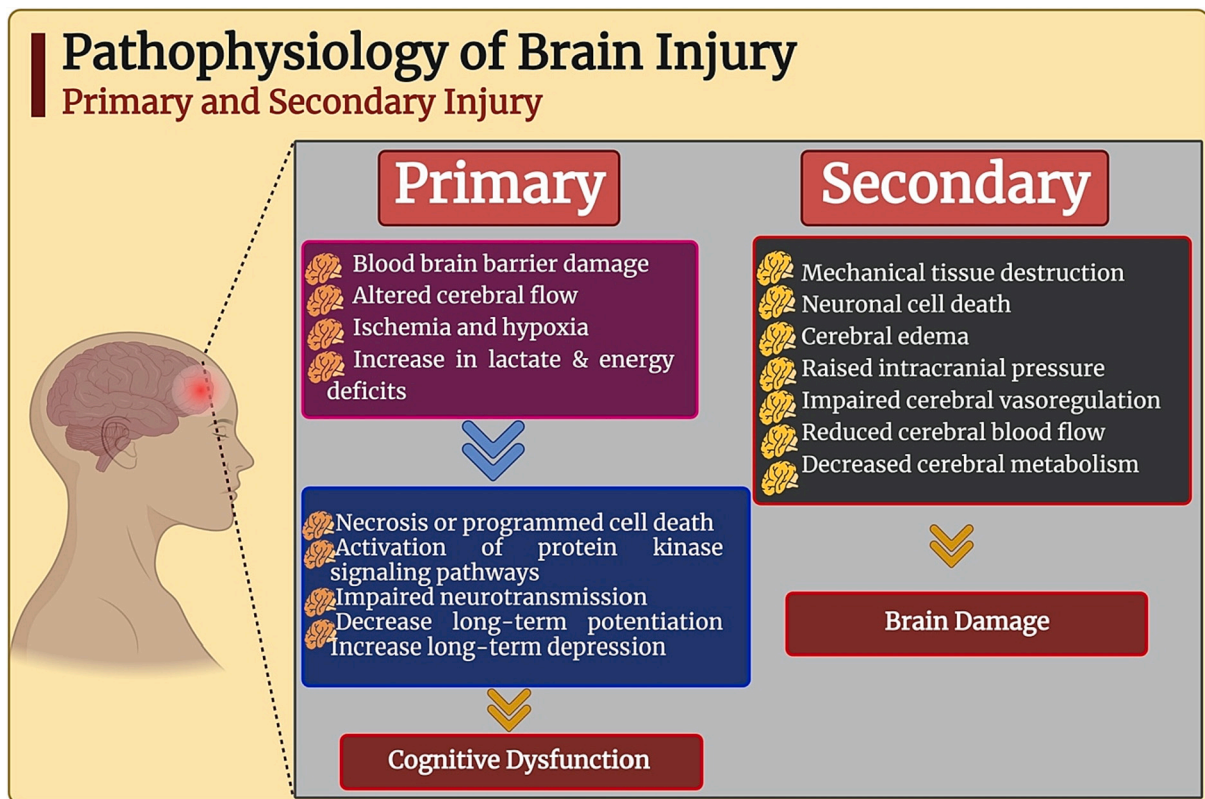 Pathophysiology of Brain Injury
Primary and Secondary Injury
Primary
Blood brain barrier damage
Altered cerebral flow
Ischemia and hypoxia
Increase in lactate & energy
deficits
Necrosis or programmed cell death
Activation of protein kinase
signaling pathways
Impaired neurotransmission
Decrease long-term potentiation
Increase long-term depression
Cognitive Dysfunction
Secondary
Mechanical tissue destruction
Neuronal cell death
Cerebral edema
Raised intracranial pressure
Impaired cerebral vasoregulation
Reduced cerebral blood flow
Decreased cerebral metabolism
Brain Damage